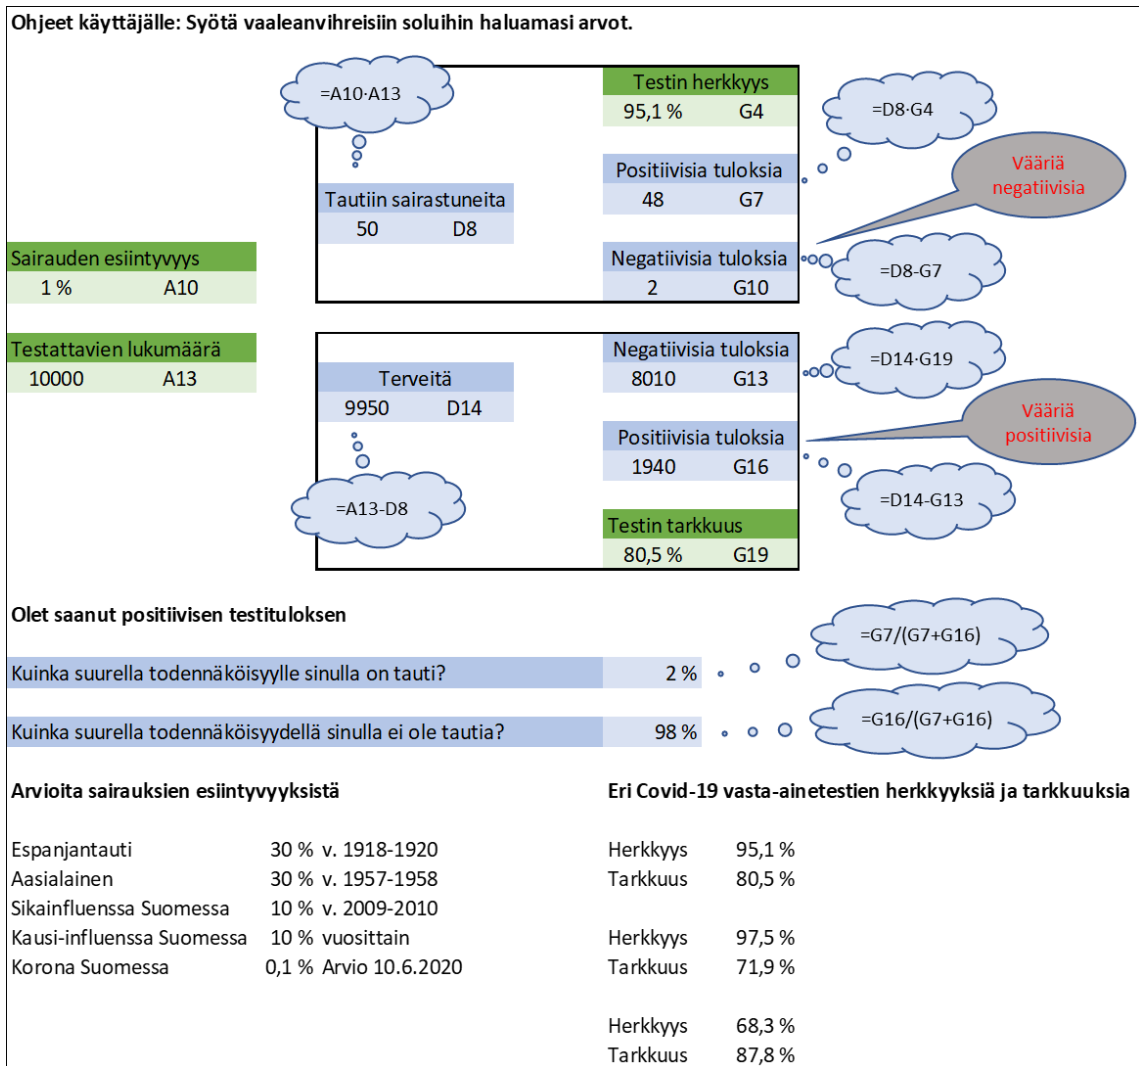 Ohjeet käyttäjälle: Syötä vaaleanvihreisiin soluihin haluamasi arvot.
=A10·A13
Testin herkkyys
95,1 % G4
=D8·G4
Vääriä
negatiivisia
Positiivisia tuloksia
48 G7
Tautiin sairastuneita
50 D8
Sairauden esiintyvyys
1 % A10
Negatiivisia tuloksia
2 G10
=D8-G7
Testattavien lukumäärä
10000 A13
Negatiivisia tuloksia
8010 G13
=D14·G19
Terveitä
9950 D14
Vääriä
positiivisia
Positiivisia tuloksia
1940 G16
=A13-D8
=D14-G13
Testin tarkkuus
80,5 % G19
Olet saanut positiivisen testituloksen
=G7/(G7+G16)
Kuinka suurella todennäköisyylle sinulla on tauti? 2 %
Kuinka suurella todennäköisyydellä sinulla ei ole tautia? 98 %
=G16/(G7+G16)
Arvioita sairauksien esiintyvyyksistä
Eri Covid-19 vasta-ainetestien herkkyyksiä ja tarkkuuksia
Espanjantauti 30 % v. 1918-1920
Aasialainen 30 % v. 1957-1958
Sikainfluenssa Suomessa 10 % v. 2009-2010
Kausi-influenssa Suomessa 10 % vuosittain
Korona Suomessa 0,1 % Arvio 10.6.2020
Herkkyys 95,1 %
Tarkkuus 80,5 %
Herkkyys 97,5 %
Tarkkuus 71,9 %
Herkkyys 68,3 %
Tarkkuus 87,8 %